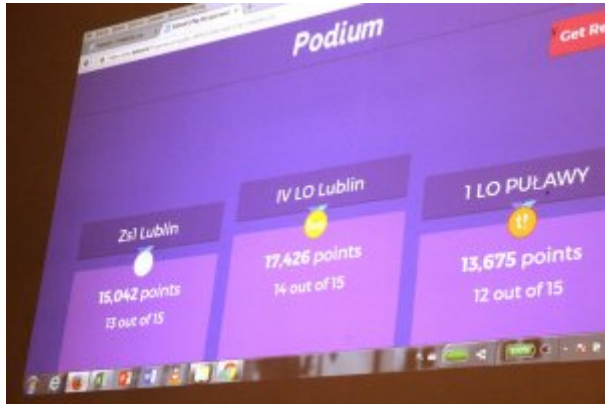 Podium
Get Re
Zs1 Lublin
15,042 points
13 out of 15
IV LO Lublin
17,426 points
14 out of 15
1 LO PUŁAWY
13,675 points
12 out of 15